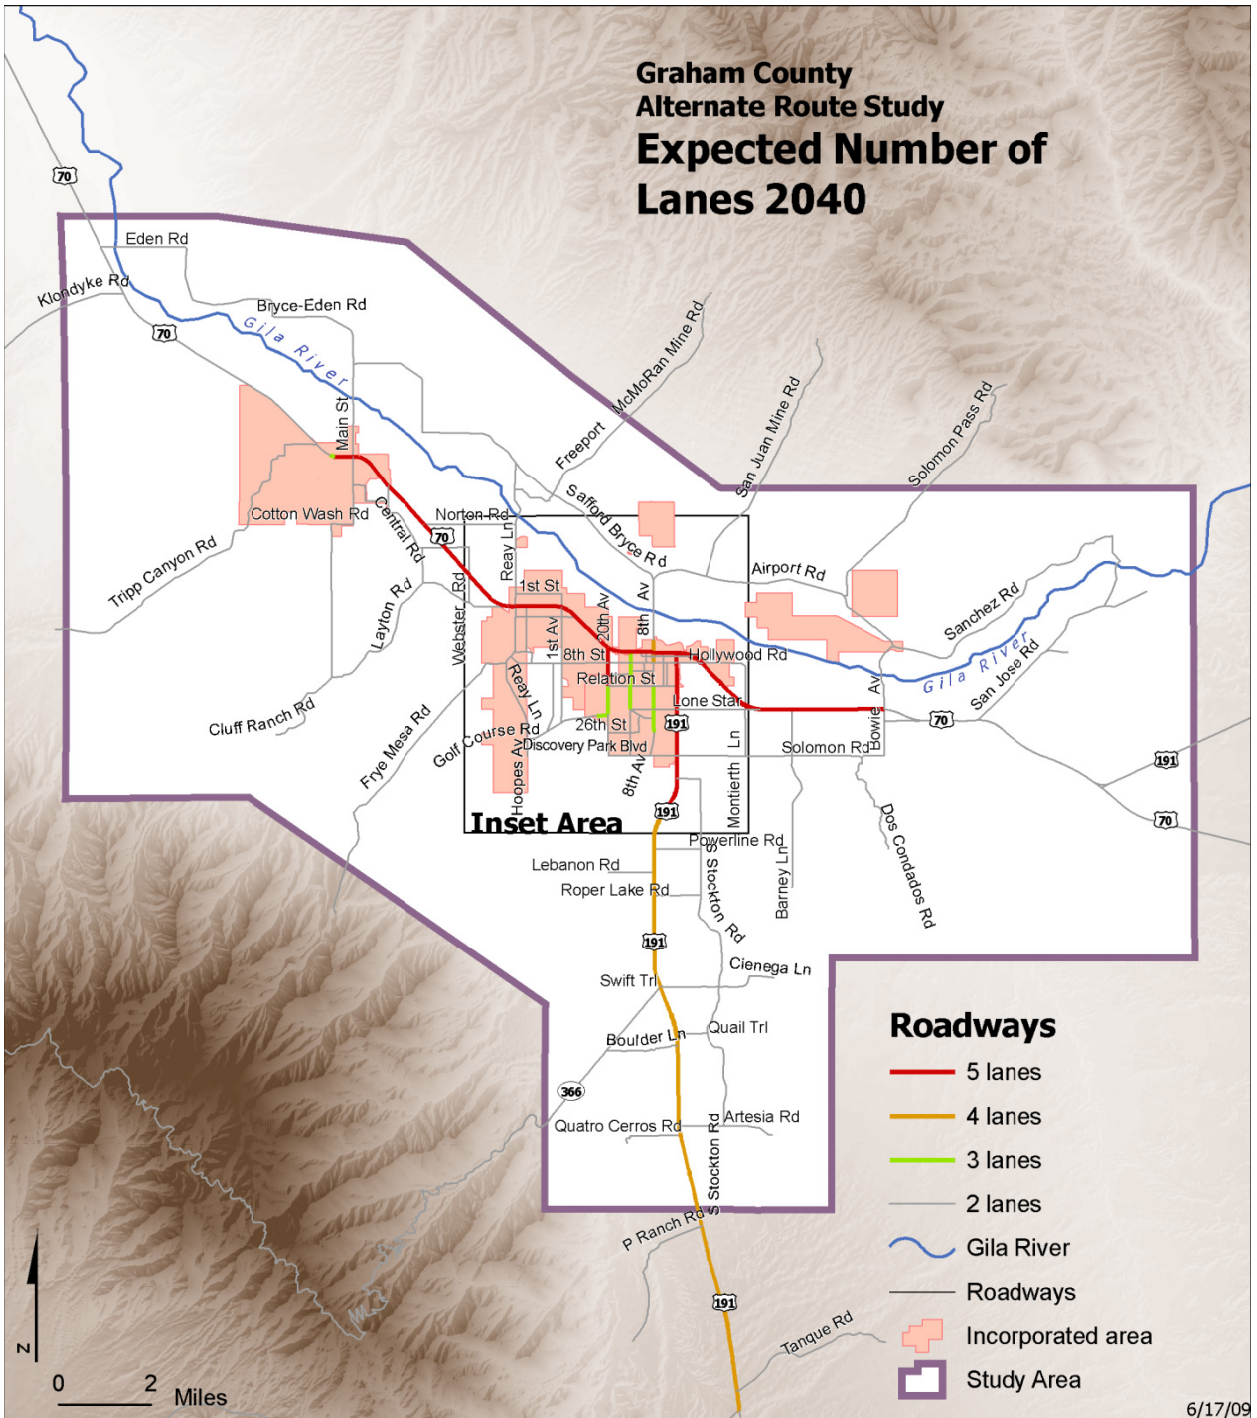 Graham County
Alternate Route Study
Expected Number of
Lanes 2040
70
Eden Rd
Klondyke Rd
Bryce-Eden Rd
70
Gila River
Freeport McMoRan Mine Rd
San Juan Mine Rd
Solomon Pass Rd
Main St
Cotton Wash Rd
Central Rd
Norton Rd
70
Reay Ln
Safford Bryce Rd
Airport Rd
Tripp Canyon Rd
Layton Rd
Webster Rd
1st St
1st Av
20th Av
8th Av
Sanchez Rd
8th St
Hollywood Rd
Gila River
San Jose Rd
Relation St
Reay Ln
Lone Star
Cluff Ranch Rd
Frye Mesa Rd
Golf Course Rd
26th St
191
Bowie Av
70
Discovery Park Blvd
Solomon Rd
Hoopes Av
8th Av
Montierth Ln
191
191
70
Inset Area
Powerline Rd
Lebanon Rd
Roper Lake Rd
S Stockton Rd
Barney Ln
Dos Condados Rd
191
Cienega Ln
Swift Trl
Quail Trl
Boulder Ln
366
Quatro Cerros Rd
Artesia Rd
S Stockton Rd
P Ranch Rd
191
Tanque Rd
Roadways
5 lanes
4 lanes
3 lanes
2 lanes
Gila River
Roadways
Incorporated area
Study Area
N
0 2
Miles
6/17/09